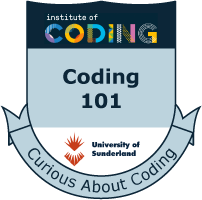 institute of
CODING
Coding
101
University of
Sunderland
Curious About Coding